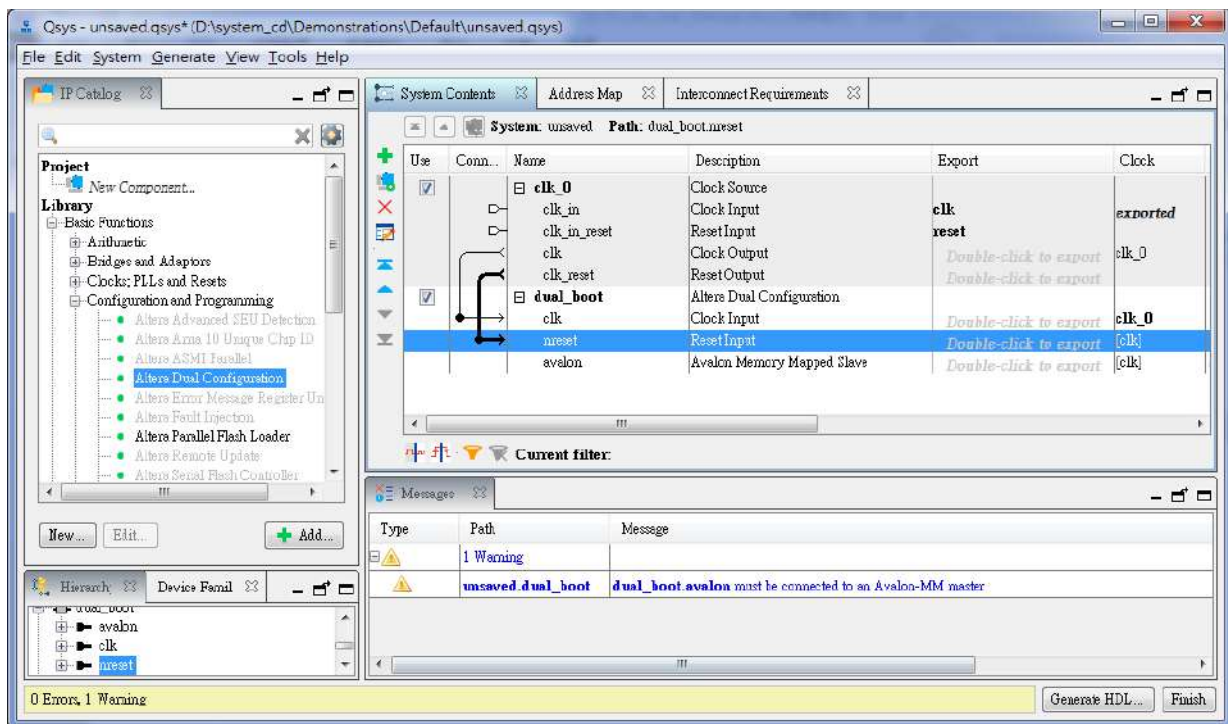 Qsys - unsaved.qsys* (D:\system_cd\Demonstrations\Default\unsaved.qsys)
File Edit System Generate View Tools Help
IP Catalog
Project
New Component...
Library
Basic Functions
Arithmetic
Bridges and Adaptors
Clocks; PLLs and Resets
Configuration and Programming
Altera Advanced SEU Detection
Altera Arria 10 Unique Chip ID
Altera ASMI Parallel
Altera Dual Configuration
Altera Error Message Register Un
Altera Fault Injection
Altera Parallel Flash Loader
Altera Remote Update
Altera Serial Flash Controller
New... Edit... Add...
Hierarch Device Famil
dual_boot
avalon
clk
nreset
System Contents Address Map Interconnect Requirements
System: unsaved Path: dual_boot.nreset
Use Conn... Name Description Export Clock
clk_0 Clock Source
clk_in Clock Input clk exported
clk_in_reset Reset Input reset
clk Clock Output Double-click to export clk_0
clk_reset Reset Output Double-click to export
dual_boot Altera Dual Configuration
clk Clock Input Double-click to export clk_0
nreset Reset Input Double-click to export [clk]
avalon Avalon Memory Mapped Slave Double-click to export [clk]
Current filter:
Messages
Type Path Message
1 Warning
unsaved.dual_boot dual_boot.avalon must be connected to an Avalon-MM master
0 Errors, 1 Warning
Generate HDL... Finish